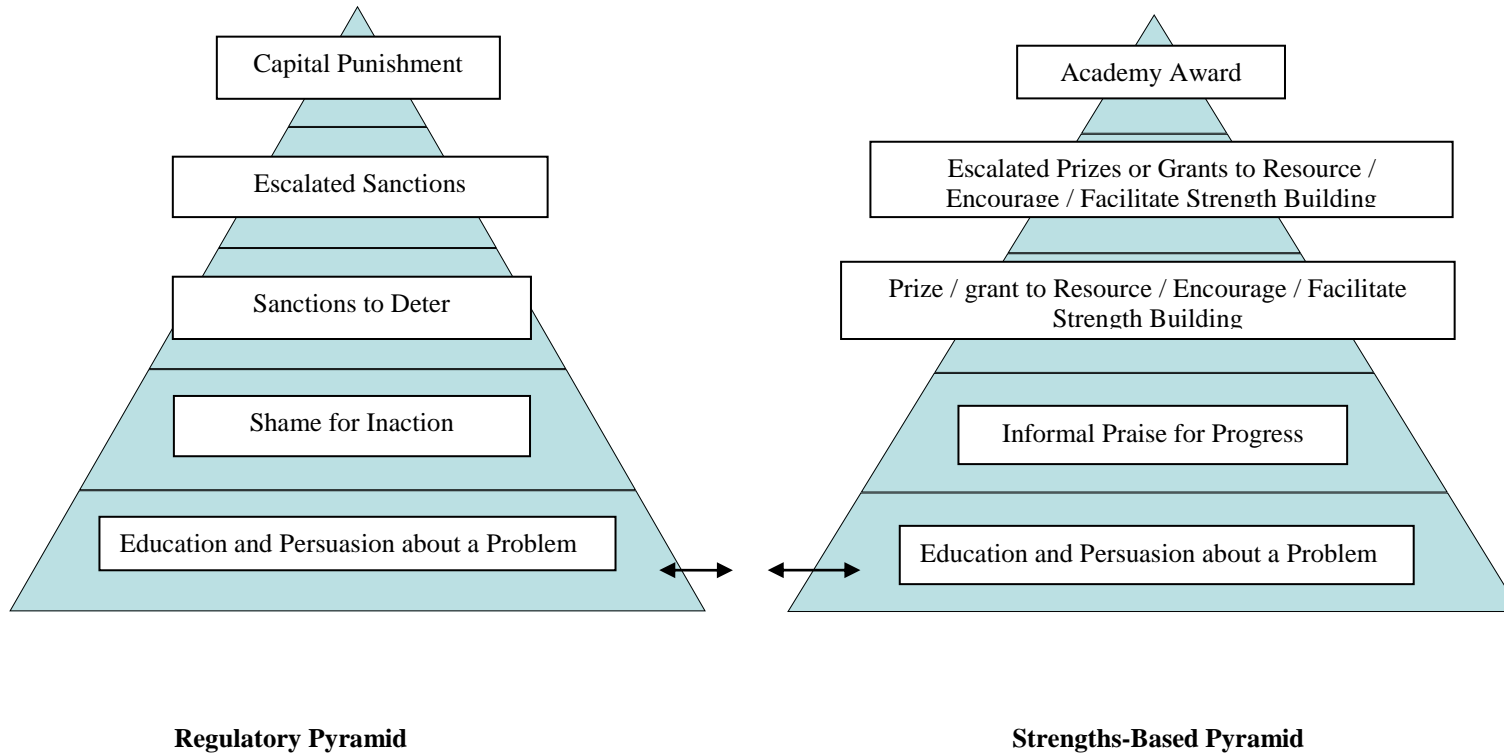 Capital Punishment
Escalated Sanctions
Sanctions to Deter
Shame for Inaction
Education and Persuasion about a Problem
Regulatory Pyramid
Academy Award
Escalated Prizes or Grants to Resource /
Encourage / Facilitate Strength Building
Prize / grant to Resource / Encourage / Facilitate
Strength Building
Informal Praise for Progress
Education and Persuasion about a Problem
Strengths-Based Pyramid